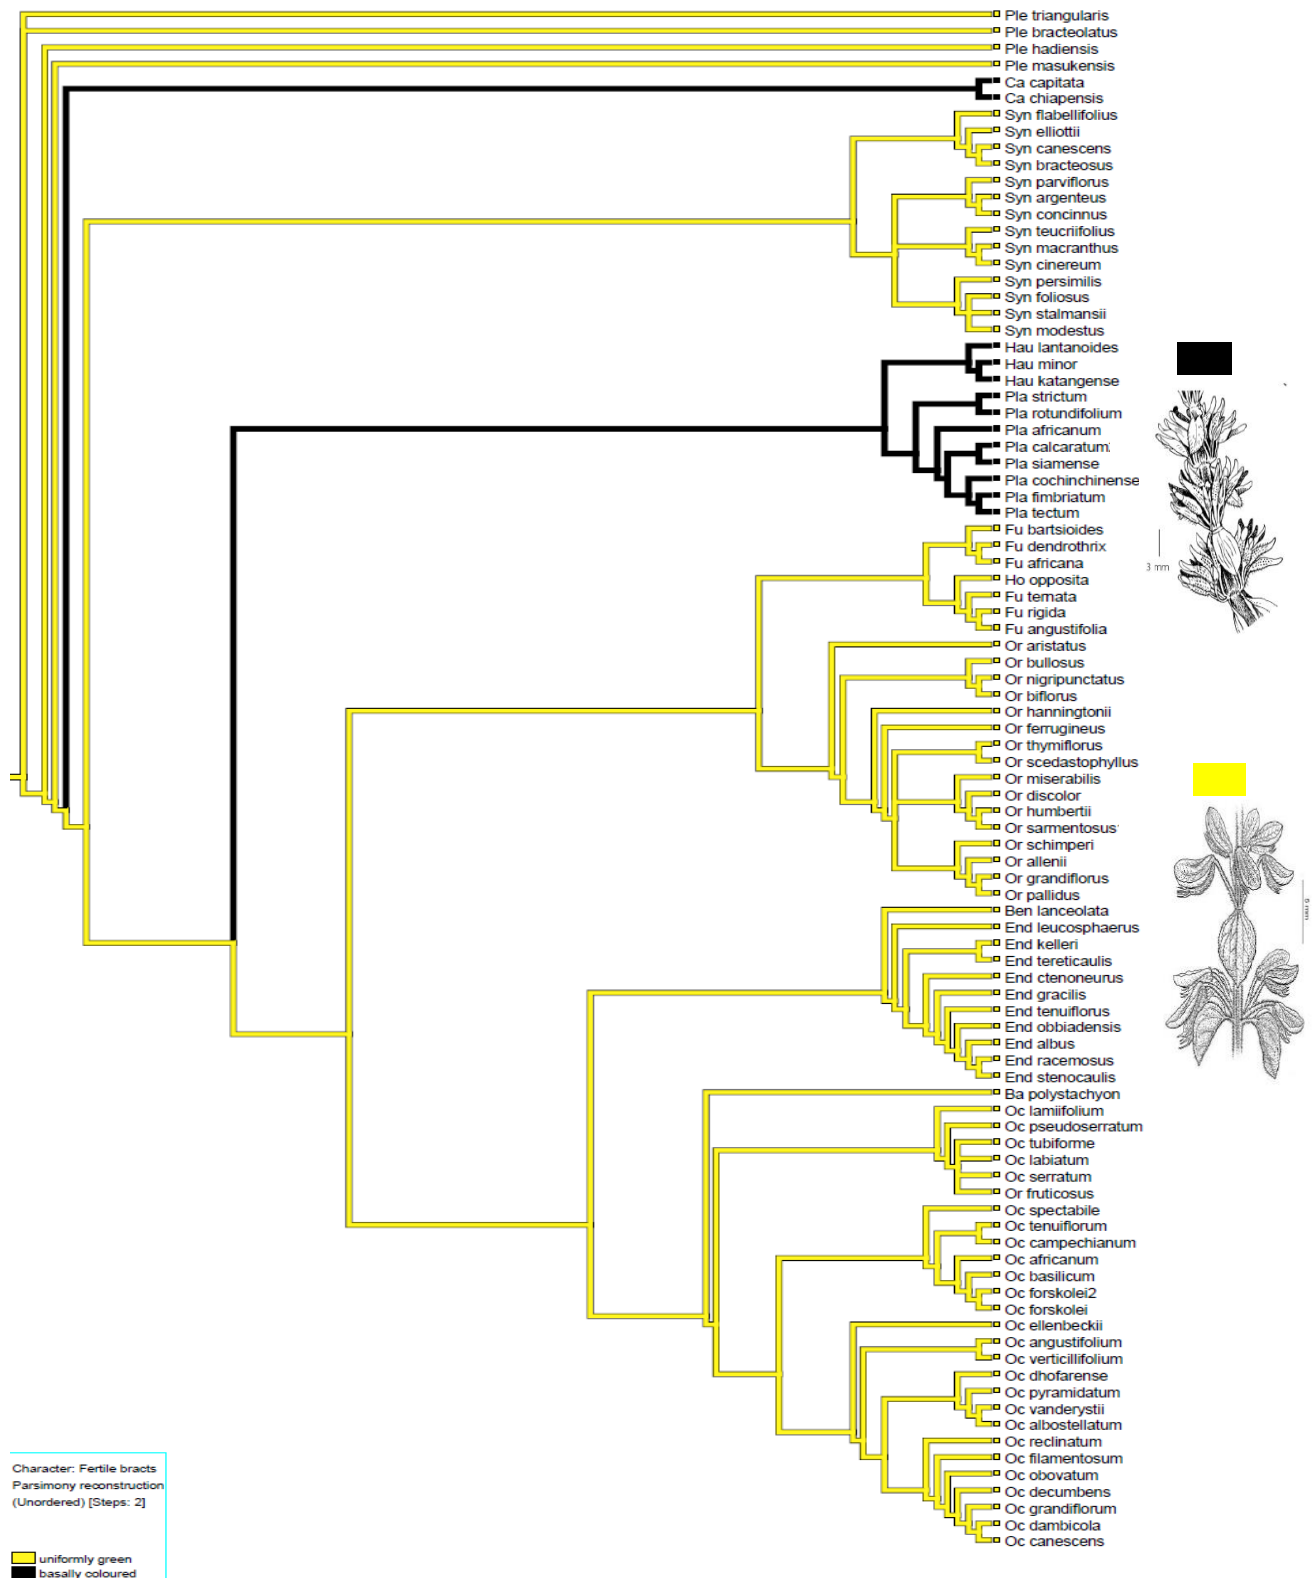 Ple triangularis
Ple bracteolatus
Ple hadiensis
Ple masukensis
Ca capitata
Ca chiapensis
Syn flabellifolius
Syn elliottii
Syn canescens
Syn bracteosus
Syn parviflorus
Syn argenteus
Syn concinnus
Syn teucriifolius
Syn macranthus
Syn cinereum
Syn persimilis
Syn foliosus
Syn stalmansii
Syn modestus
Hau lantanoides
Hau minor
Hau katangense
Pla strictum
Pla rotundifolium
Pla africanum
Pla calcaratum
Pla siamense
Pla cochinchinense
Pla fimbriatum
Pla tectum
Fu bartsioides
Fu dendrothrix
Fu africana
3 mm
Ho opposita
Fu ternata
Fu rigida
Fu angustifolia
Or aristatus
Or bullosus
Or nigripunctatus
Or biflorus
Or hanningtonii
Or ferrugineus
Or thymiflorus
Or scedastophyllus
Or miserabilis
Or discolor
Or humbertii
Or sarmentosus
Or schimperi
Or allenii
Or grandiflorus
Or pallidus
5 mm
Ben lanceolata
End leucosphaerus
End kelleri
End tereticaulis
End ctenoneurus
End gracilis
End tenuiflorus
End obbiadensis
End albus
End racemosus
End stenocaulis
Ba polystachyon
Oc lamiifolium
Oc pseudoserratum
Oc tubiforme
Oc labiatum
Oc serratum
Or fruticosus
Oc spectabile
Oc tenuiflorum
Oc campechianum
Oc africanum
Oc basilicum
Oc forskolei2
Oc forskolei
Oc ellenbeckii
Oc angustifolium
Oc verticillifolium
Oc dhofarense
Oc pyramidatum
Oc vanderystii
Oc albostellatum
Oc reclinatum
Oc filamentosum
Oc obovatum
Oc decumbens
Oc grandiflorum
Oc dambicola
Oc canescens
Character: Fertile bracts
Parsimony reconstruction
(Unordered) [Steps: 2]
uniformly green
basally coloured